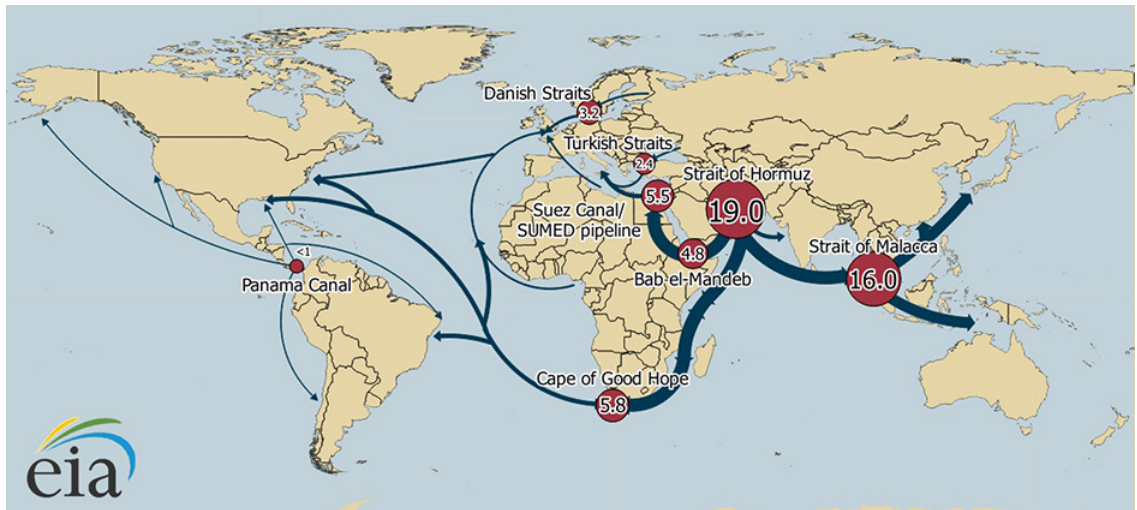 Danish Straits
3.2
Turkish Straits
2.4
Strait of Hormuz
19.0
5.5
Suez Canal/
SUMED pipeline
4.8
Bab-el-Mandeb
Strait of Malacca
16.0
<1
Panama Canal
Cape of Good Hope
5.8
eia